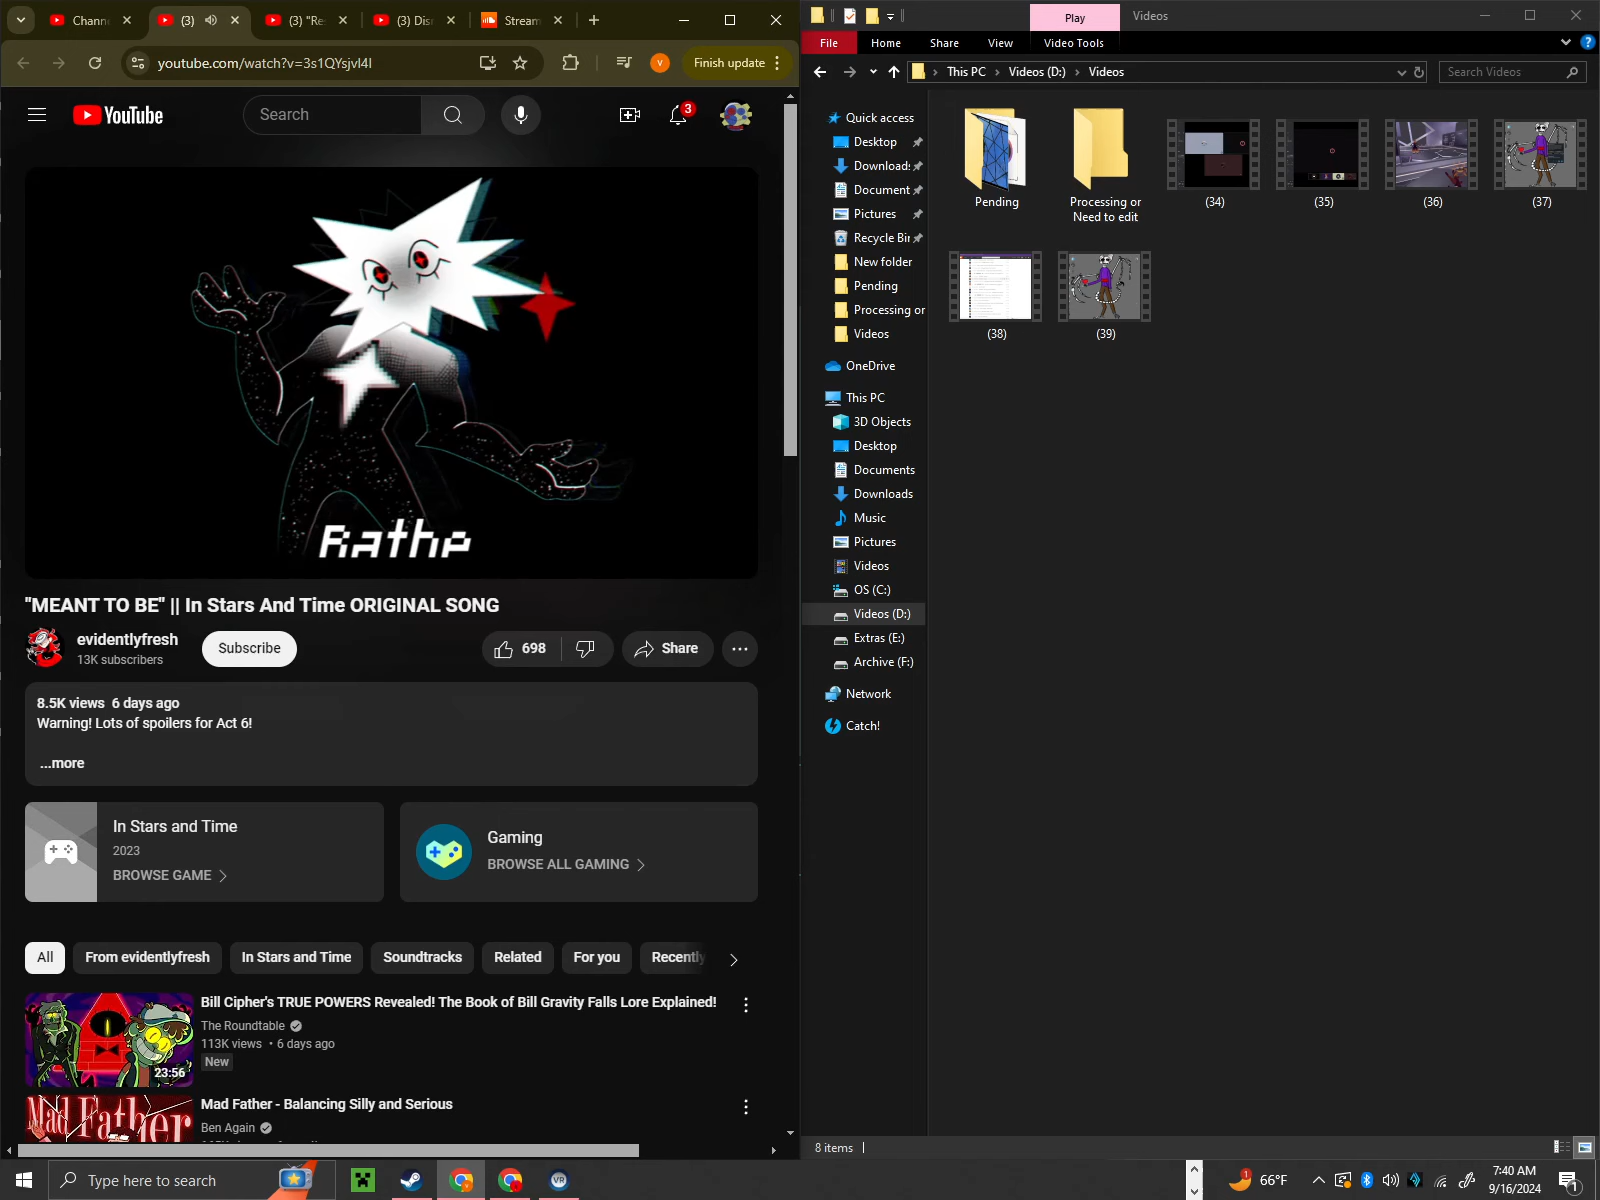 Chann
(3)
(3) "Re
(3) Dis
Stream
youtube.com/watch?v=3s1QYsjvl4I
Finish update
YouTube
Search
3
Rathe
"MEANT TO BE" || In Stars And Time ORIGINAL SONG
evidentlyfresh
13K subscribers
Subscribe
698
Share
8.5K views 6 days ago
Warning! Lots of spoilers for Act 6!
...more
In Stars and Time
2023
BROWSE GAME
Gaming
BROWSE ALL GAMING
All
From evidentlyfresh
In Stars and Time
Soundtracks
Related
For you
Recently
Bill Cipher's TRUE POWERS Revealed! The Book of Bill Gravity Falls Lore Explained!
The Roundtable
113K views • 6 days ago
New
23:56
Mad Father - Balancing Silly and Serious
Ben Again
Mad Father
Play
Videos
File
Home
Share
View
Video Tools
This PC
Videos (D:)
Videos
Search Videos
Quick access
Desktop
Download:
Document
Pictures
Recycle Bin
New folder
Pending
Processing or
Videos
OneDrive
This PC
3D Objects
Desktop
Documents
Downloads
Music
Pictures
Videos
OS (C:)
Videos (D:)
Extras (E:)
Archive (F:)
Network
Catch!
Pending
Processing or
Need to edit
(34)
(35)
(36)
(37)
(38)
(39)
8 items
Type here to search
VR
1
66°F
7:40 AM
9/16/2024
1